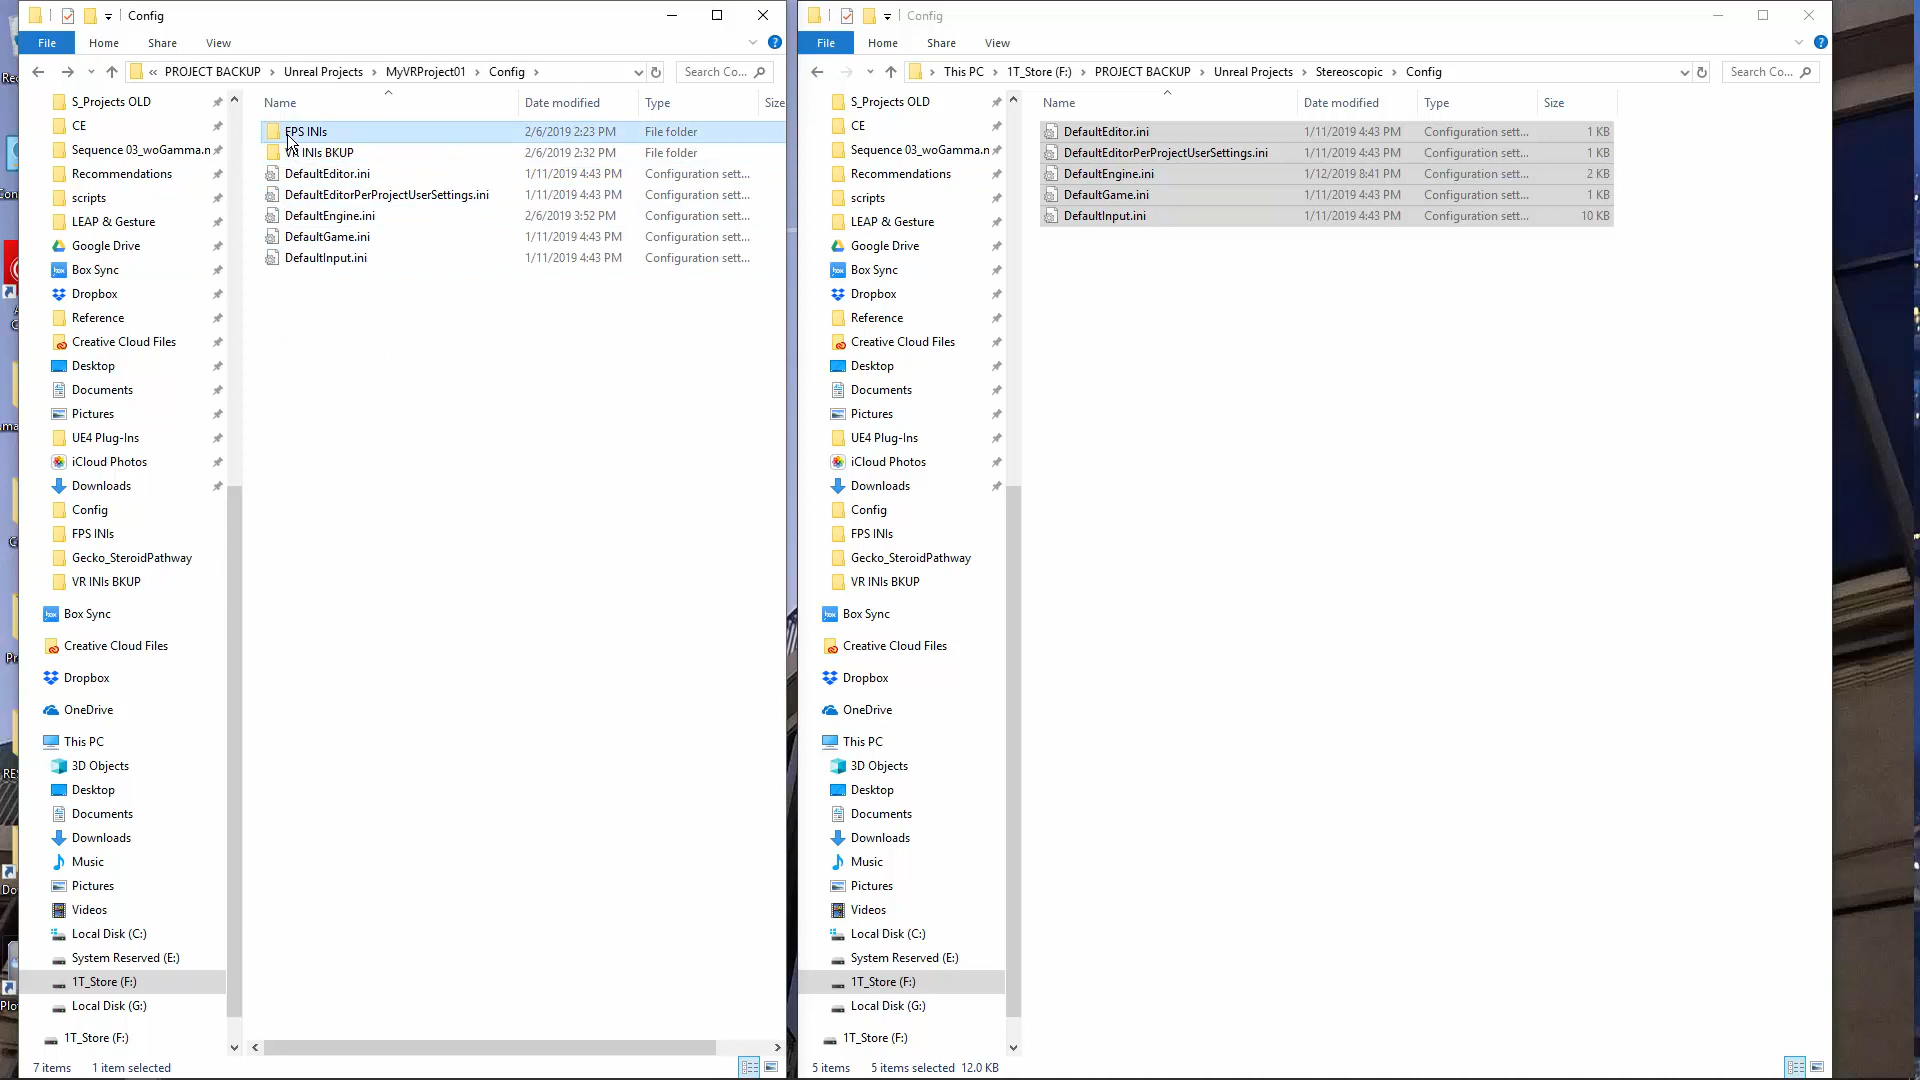 Config
File
Home
Share
View
« PROJECT BACKUP > Unreal Projects > MyVRProject01 > Config >
Search Co...
Name
Date modified
Type
Size
FPS INIs
2/6/2019 2:23 PM
File folder
VR INIs BKUP
2/6/2019 2:32 PM
File folder
DefaultEditor.ini
1/11/2019 4:43 PM
Configuration sett...
DefaultEditorPerProjectUserSettings.ini
1/11/2019 4:43 PM
Configuration sett...
DefaultEngine.ini
2/6/2019 3:52 PM
Configuration sett...
DefaultGame.ini
1/11/2019 4:43 PM
Configuration sett...
DefaultInput.ini
1/11/2019 4:43 PM
Configuration sett...
S_Projects OLD
CE
Sequence 03_woGamma.n
Recommendations
scripts
LEAP & Gesture
Google Drive
Box Sync
Dropbox
Reference
Creative Cloud Files
Desktop
Documents
Pictures
UE4 Plug-Ins
iCloud Photos
Downloads
Config
FPS INIs
Gecko_SteroidPathway
VR INIs BKUP
Box Sync
Creative Cloud Files
Dropbox
OneDrive
This PC
3D Objects
Desktop
Documents
Downloads
Music
Pictures
Videos
Local Disk (C:)
System Reserved (E:)
1T_Store (F:)
Local Disk (G:)
1T_Store (F:)
7 items
1 item selected
Config
File
Home
Share
View
> This PC > 1T_Store (F:) > PROJECT BACKUP > Unreal Projects > Stereoscopic > Config
Search Co...
Name
Date modified
Type
Size
DefaultEditor.ini
1/11/2019 4:43 PM
Configuration sett...
1 KB
DefaultEditorPerProjectUserSettings.ini
1/11/2019 4:43 PM
Configuration sett...
1 KB
DefaultEngine.ini
1/12/2019 8:41 PM
Configuration sett...
2 KB
DefaultGame.ini
1/11/2019 4:43 PM
Configuration sett...
1 KB
DefaultInput.ini
1/11/2019 4:43 PM
Configuration sett...
10 KB
S_Projects OLD
CE
Sequence 03_woGamma.n
Recommendations
scripts
LEAP & Gesture
Google Drive
Box Sync
Dropbox
Reference
Creative Cloud Files
Desktop
Documents
Pictures
UE4 Plug-Ins
iCloud Photos
Downloads
Config
FPS INIs
Gecko_SteroidPathway
VR INIs BKUP
Box Sync
Creative Cloud Files
Dropbox
OneDrive
This PC
3D Objects
Desktop
Documents
Downloads
Music
Pictures
Videos
Local Disk (C:)
System Reserved (E:)
1T_Store (F:)
Local Disk (G:)
1T_Store (F:)
5 items
5 items selected 12.0 KB